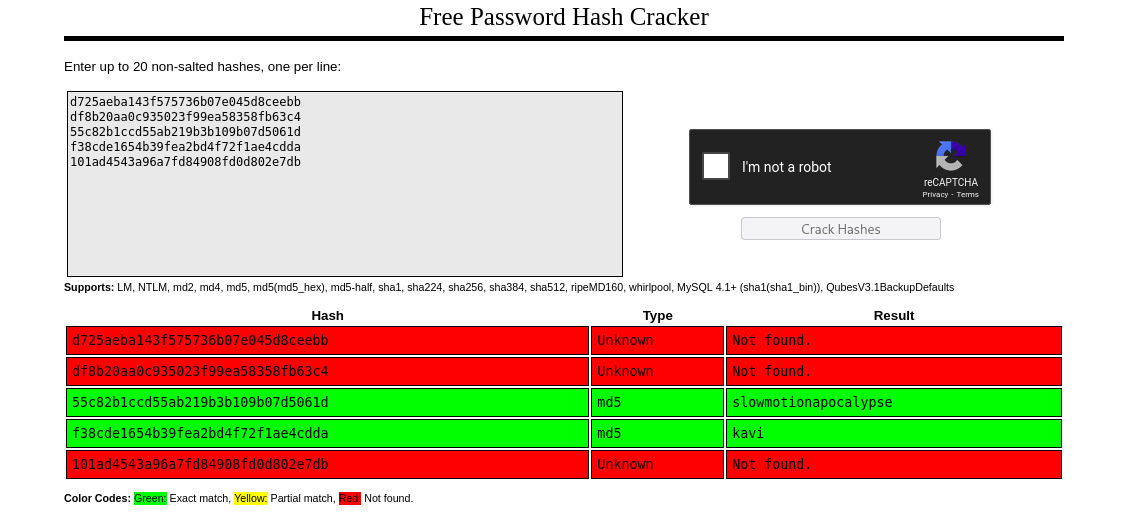 Free Password Hash Cracker
Enter up to 20 non-salted hashes, one per line:
d725aeba143f575736b07e045d8ceebb
df8b20aa0c935023f99ea58358fb63c4
55c82b1ccd55ab219b3b109b07d5061d
f38cde1654b39fea2bd4f72f1ae4cdda
101ad4543a96a7fd84908fd0d802e7db
I'm not a robot
reCAPTCHA
Privacy - Terms
Crack Hashes
Supports: LM, NTLM, md2, md4, md5, md5(md5_hex), md5-half, sha1, sha224, sha256, sha384, sha512, ripeMD160, whirlpool, MySQL 4.1+ (sha1(sha1_bin)), QubesV3.1BackupDefaults
Hash Type Result
d725aeba143f575736b07e045d8ceebb Unknown Not found.
df8b20aa0c935023f99ea58358fb63c4 Unknown Not found.
55c82b1ccd55ab219b3b109b07d5061d md5 slowmotionapocalypse
f38cde1654b39fea2bd4f72f1ae4cdda md5 kavi
101ad4543a96a7fd84908fd0d802e7db Unknown Not found.
Color Codes: Green: Exact match, Yellow: Partial match, Red: Not found.